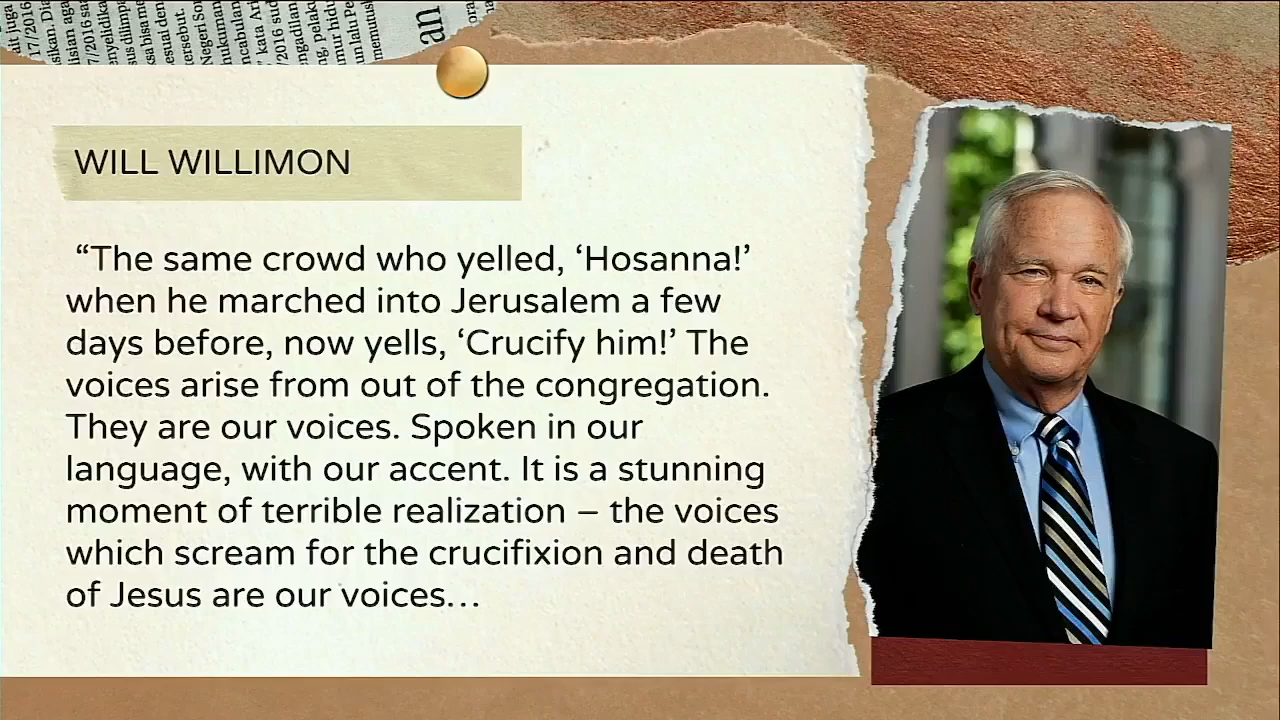 WILL WILLIMON
“The same crowd who yelled, ‘Hosanna!’
when he marched into Jerusalem a few
days before, now yells, ‘Crucify him!’ The
voices arise from out of the congregation.
They are our voices. Spoken in our
language, with our accent. It is a stunning
moment of terrible realization – the voices
which scream for the crucifixion and death
of Jesus are our voices…